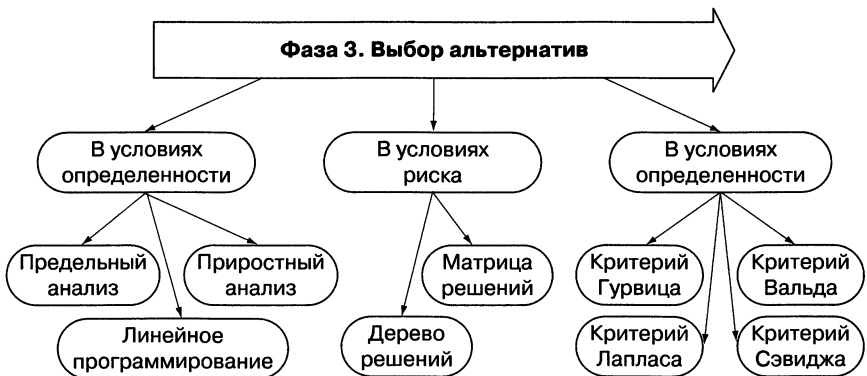 Фаза 3. Выбор альтернатив
В условиях
определенности
В условиях
риска
В условиях
определенности
Предельный
анализ
Приростный
анализ
Линейное
программирование
Матрица
решений
Дерево
решений
Критерий
Гурвица
Критерий
Вальда
Критерий
Лапласа
Критерий
Сэвиджа